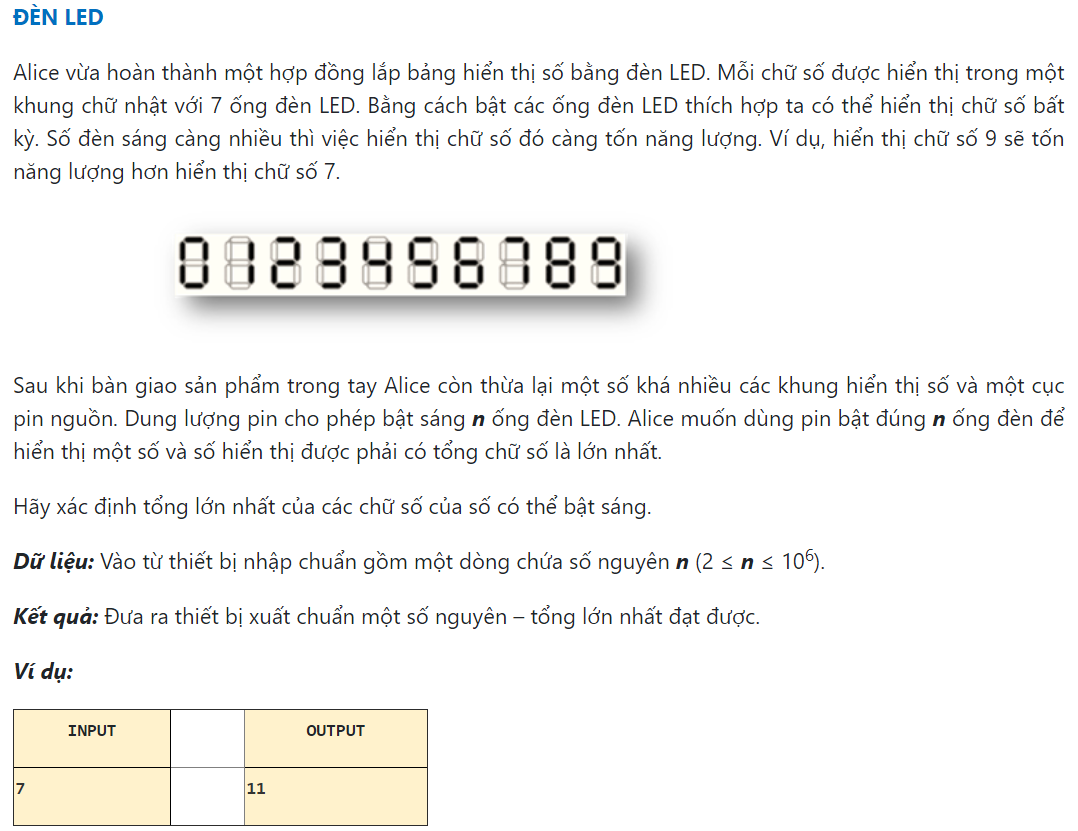 ĐÈN LED
Alice vừa hoàn thành một hợp đồng lắp bảng hiển thị số bằng đèn LED. Mỗi chữ số được hiển thị trong một
khung chữ nhật với 7 ống đèn LED. Bằng cách bật các ống đèn LED thích hợp ta có thể hiển thị chữ số bất
kỳ. Số đèn sáng càng nhiều thì việc hiển thị chữ số đó càng tốn năng lượng. Ví dụ, hiển thị chữ số 9 sẽ tốn
năng lượng hơn hiển thị chữ số 7.
0123456789
Sau khi bàn giao sản phẩm trong tay Alice còn thừa lại một số khá nhiều các khung hiển thị số và một cục
pin nguồn. Dung lượng pin cho phép bật sáng n ống đèn LED. Alice muốn dùng pin bật đúng n ống đèn để
hiển thị một số và số hiển thị được phải có tổng chữ số là lớn nhất.
Hãy xác định tổng lớn nhất của các chữ số của số có thể bật sáng.
Dữ liệu: Vào từ thiết bị nhập chuẩn gồm một dòng chứa số nguyên n (2 ≤ n ≤ 10⁶).
Kết quả: Đưa ra thiết bị xuất chuẩn một số nguyên – tổng lớn nhất đạt được.
Ví dụ:
INPUT OUTPUT
7 11